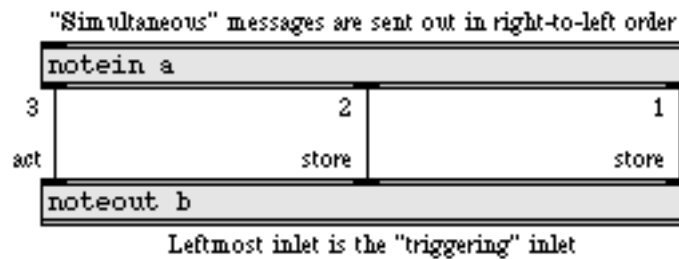 "Simultaneous" messages are sent out in right-to-left order
notein a
3 2 1
act store store
noteout b
Leftmost inlet is the "triggering" inlet